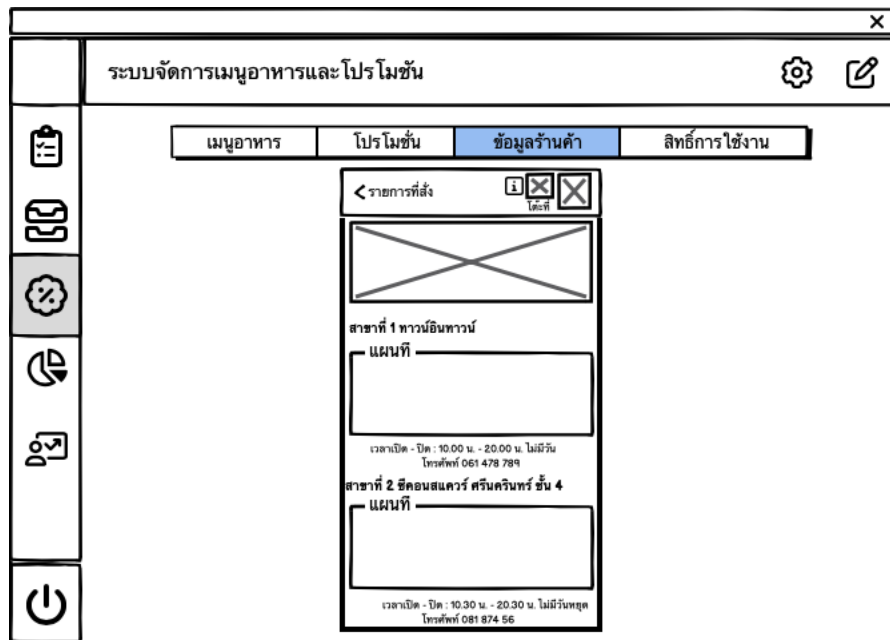 ระบบจัดการเมนูอาหารและโปรโมชัน
เมนูอาหาร โปรโมชั่น ข้อมูลร้านค้า สิทธิ์การใช้งาน
รายการที่สั่ง
โต๊ะที่
สาขาที่ 1 ทาวน์อินทาวน์
แผนที่
เวลาเปิด - ปิด : 10.00 น. - 20.00 น. ไม่มีวัน
โทรศัพท์ 061 478 789
สาขาที่ 2 ซีคอนสแควร์ ศรีนครินทร์ ชั้น 4
แผนที่
เวลาเปิด - ปิด : 10.30 น. - 20.30 น. ไม่มีวันหยุด
โทรศัพท์ 081 874 56